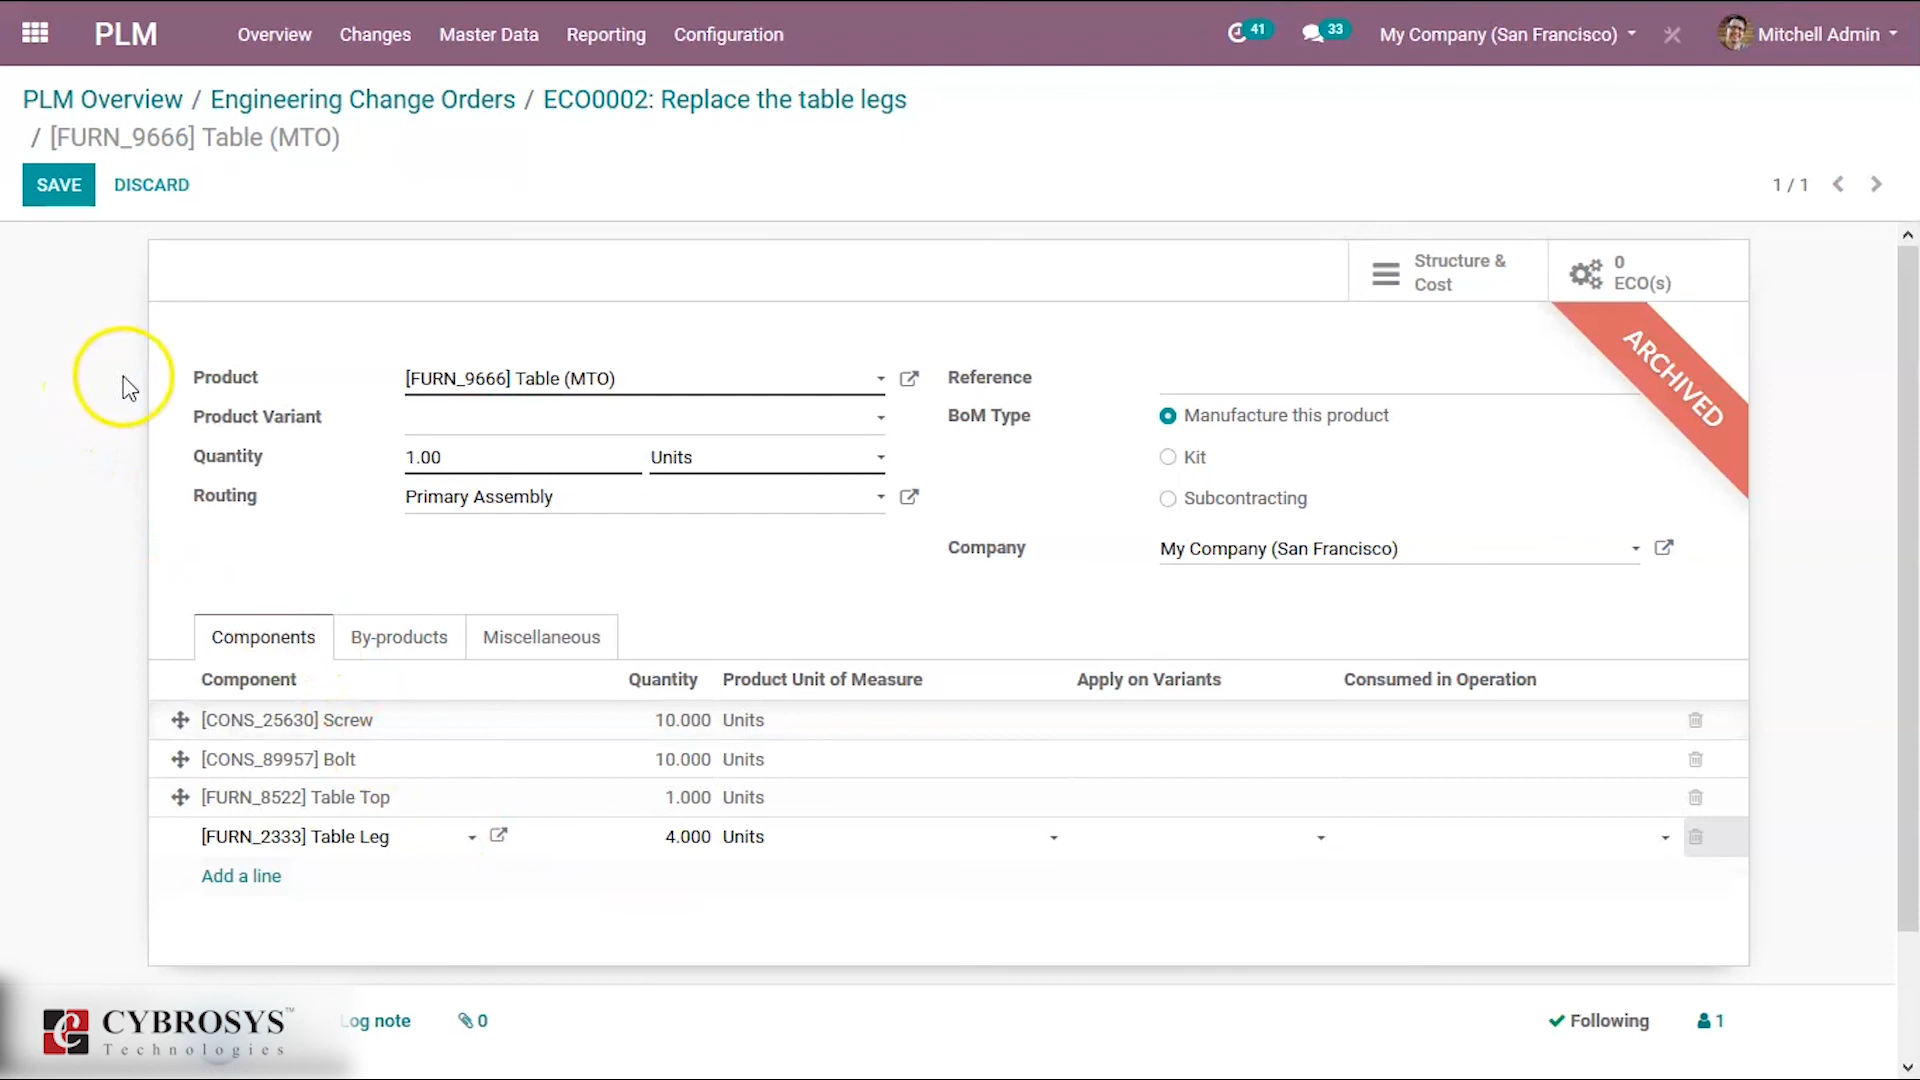 PLM Overview Changes Master Data Reporting Configuration 41 33 My Company (San Francisco) Mitchell Admin
PLM Overview / Engineering Change Orders / ECO0002: Replace the table legs
/ [FURN_9666] Table (MTO)
SAVE DISCARD 1 / 1
Structure & Cost
0 ECO(s)
ARCHIVED
Product [FURN_9666] Table (MTO)
Product Variant
Quantity 1.00 Units
Routing Primary Assembly
Reference
BoM Type Manufacture this product
Kit
Subcontracting
Company My Company (San Francisco)
Components By-products Miscellaneous
Component Quantity Product Unit of Measure Apply on Variants Consumed in Operation
[CONS_25630] Screw 10.000 Units
[CONS_89957] Bolt 10.000 Units
[FURN_8522] Table Top 1.000 Units
[FURN_2333] Table Leg 4.000 Units
Add a line
CYBROSYS™
Technologies
Log note 0 Following 1